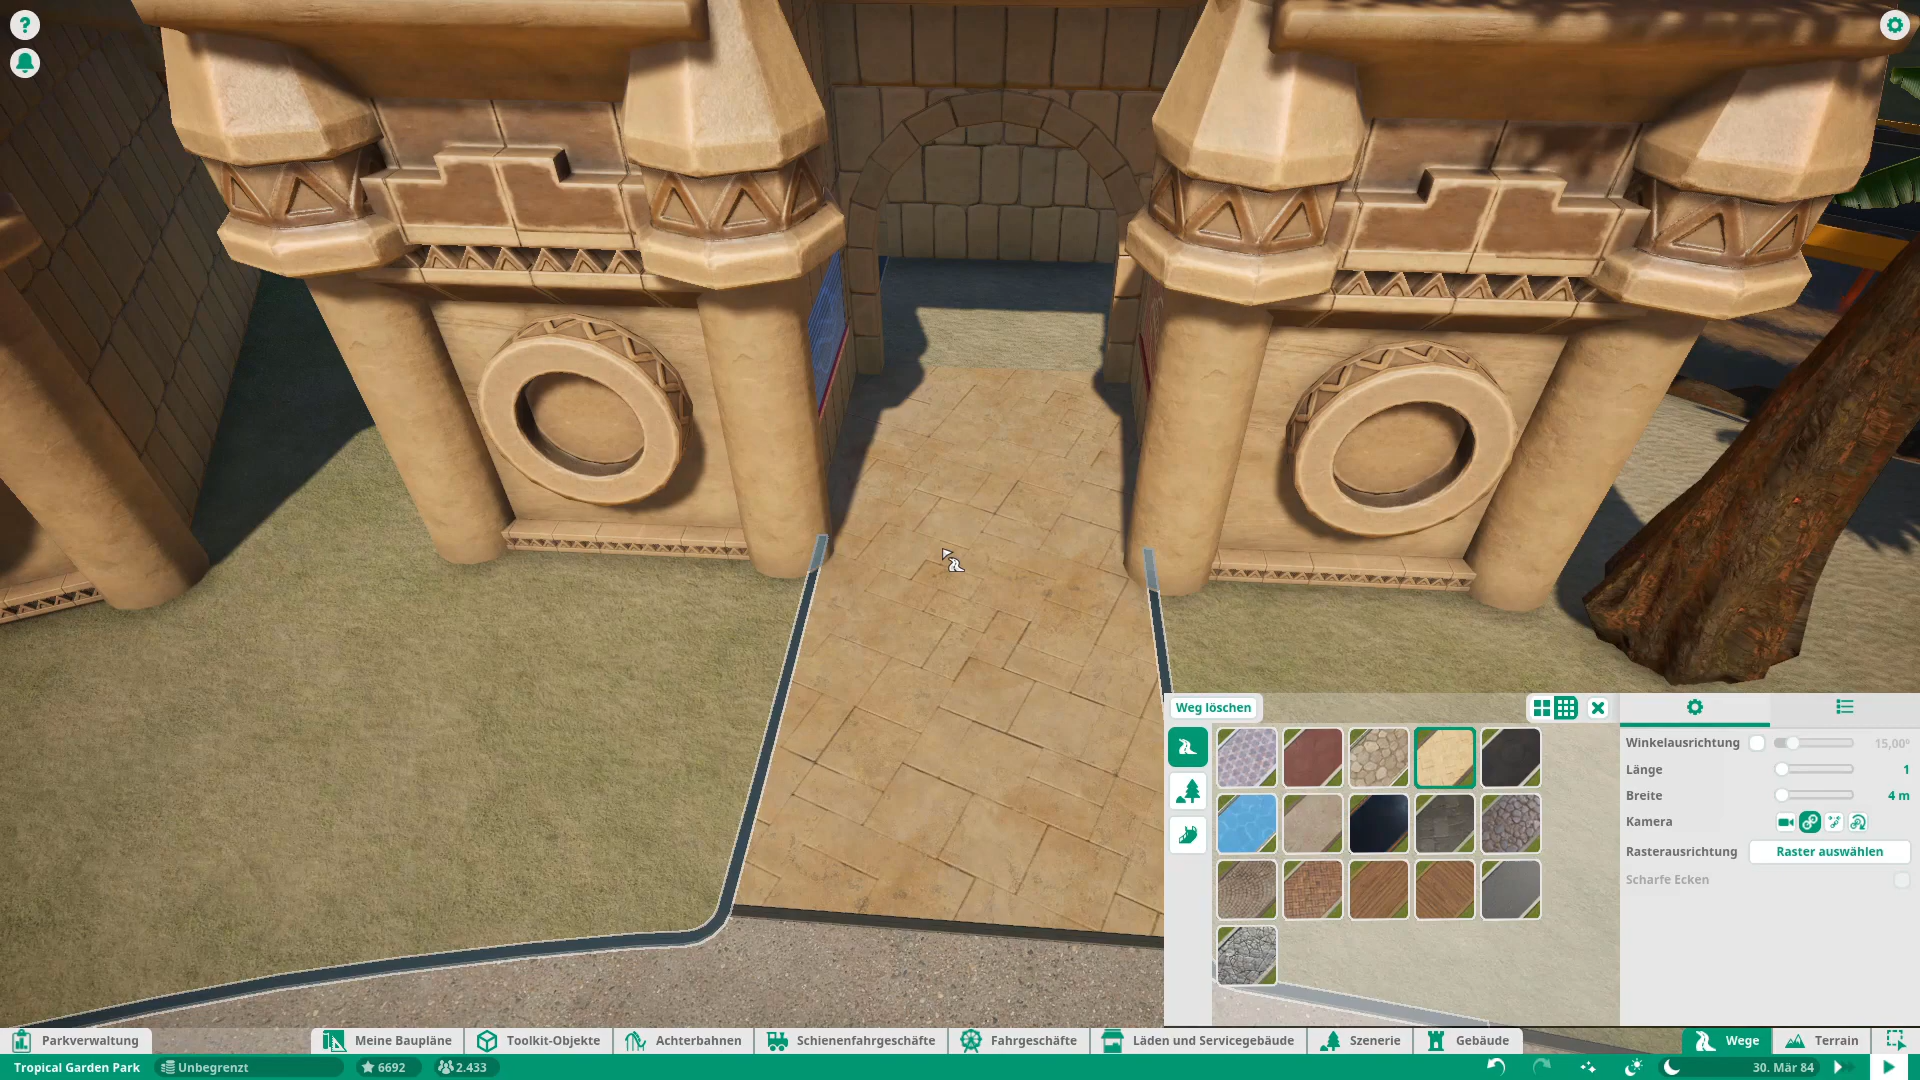 ?
Weg löschen
Winkelausrichtung 15,00°
Länge 1
Breite 4 m
Kamera
Rasterausrichtung Raster auswählen
Scharfe Ecken
Parkverwaltung Meine Baupläne Toolkit-Objekte Achterbahnen Schienenfahrgeschäfte Fahrgeschäfte Läden und Servicegebäude Szenerie Gebäude Wege Terrain
Tropical Garden Park Unbegrenzt 6692 2.433 30. Mär 84